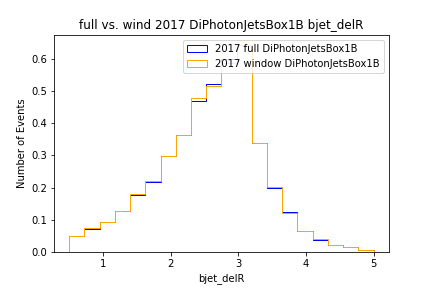 full vs. wind 2017 DiPhotonJetsBox1B bjet_delR
2017 full DiPhotonJetsBox1B
2017 window DiPhotonJetsBox1B
Number of Events
0.6
0.5
0.4
0.3
0.2
0.1
0.0
1 2 3 4 5
bjet_delR